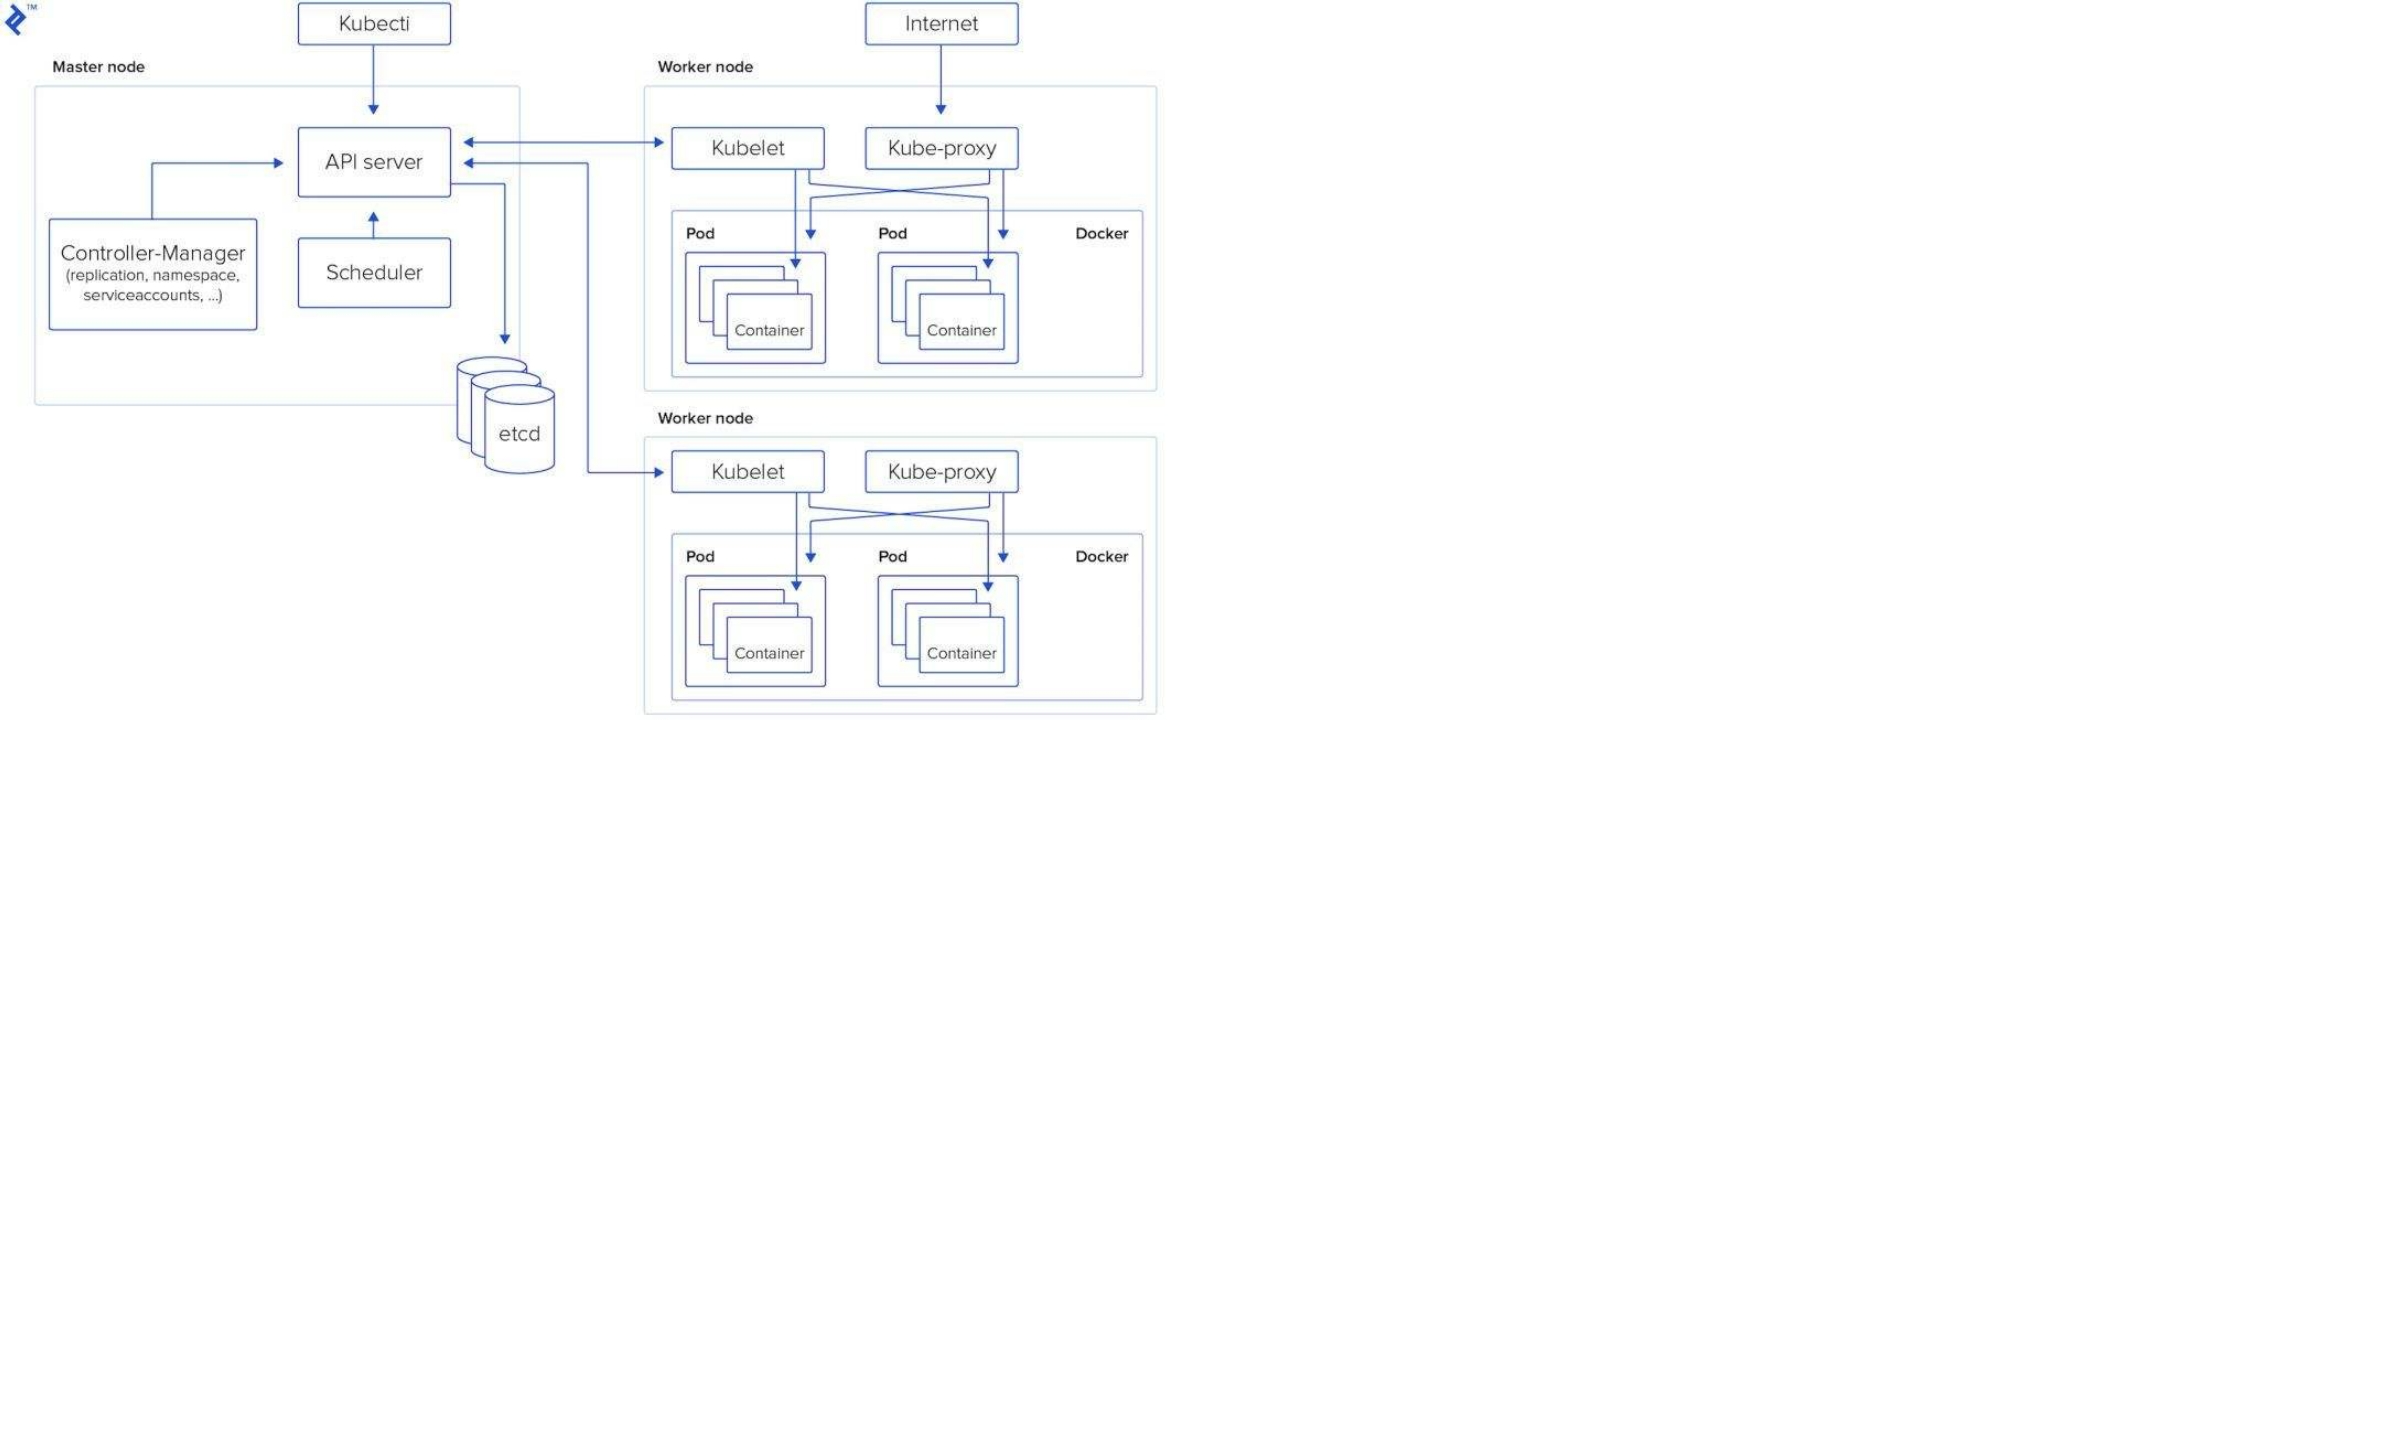 ™
Kubecti
Internet
Master node
API server
Controller-Manager
(replication, namespace,
serviceaccounts, ...)
Scheduler
etcd
Worker node
Kubelet
Kube-proxy
Pod
Pod
Docker
Container
Container
Worker node
Kubelet
Kube-proxy
Pod
Pod
Docker
Container
Container